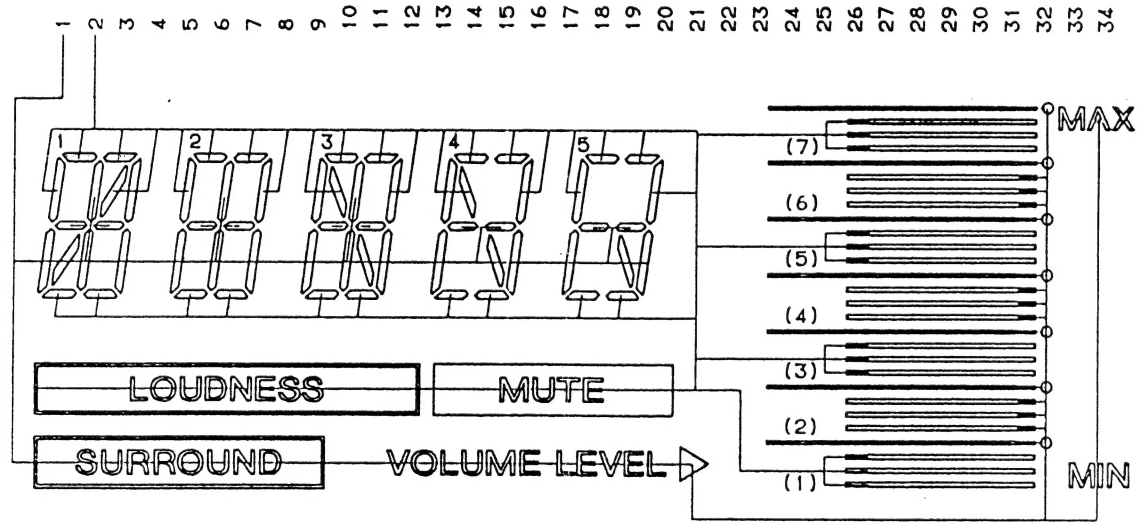 1 2 3 4 5 6 7 8 9 10 11 12 13 14 15 16 17 18 19 20 21 22 23 24 25 26 27 28 29 30 31 32 33 34
MAX
1 2 3 4 5
(7)
(6)
(5)
(4)
(3)
LOUDNESS MUTE
(2)
SURROUND VOLUME LEVEL
(1) MIN